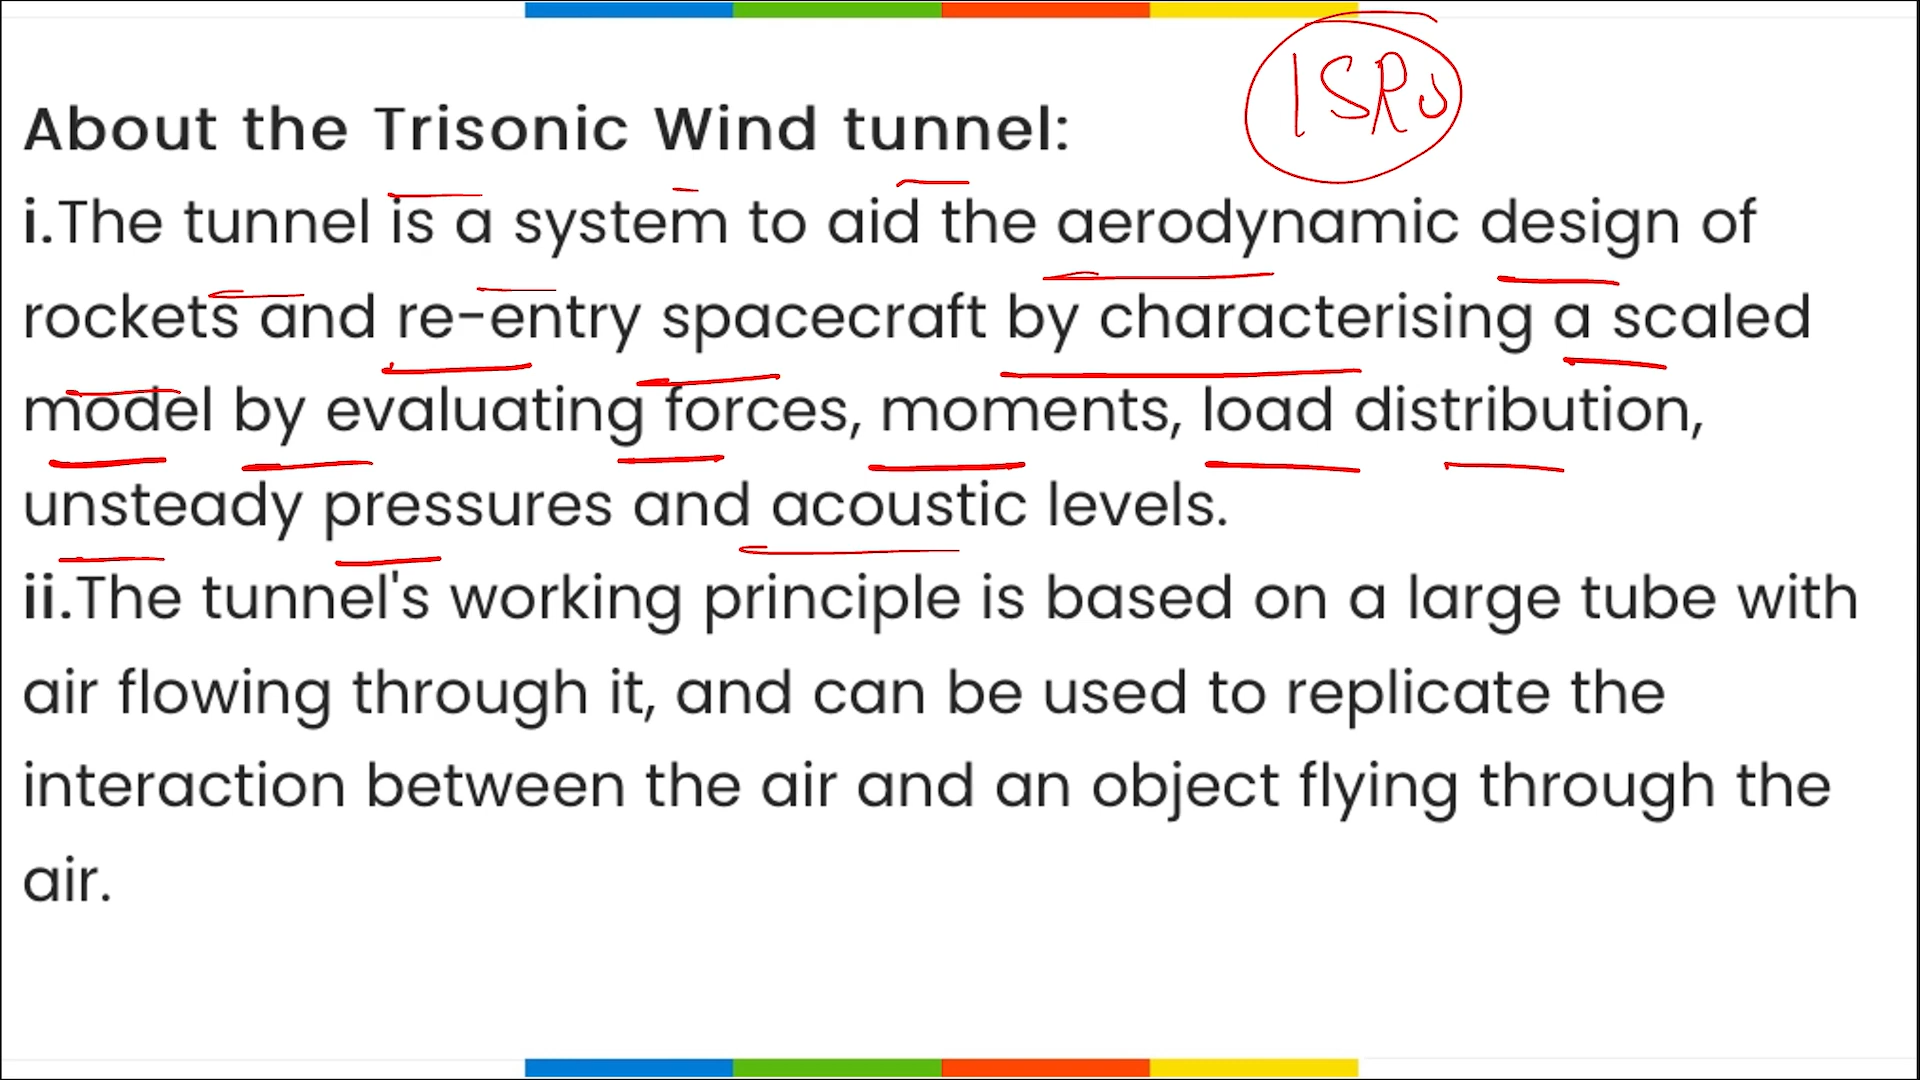 ISRO
About the Trisonic Wind tunnel:
i.The tunnel is a system to aid the aerodynamic design of
rockets and re-entry spacecraft by characterising a scaled
model by evaluating forces, moments, load distribution,
unsteady pressures and acoustic levels.
ii.The tunnel's working principle is based on a large tube with
air flowing through it, and can be used to replicate the
interaction between the air and an object flying through the
air.